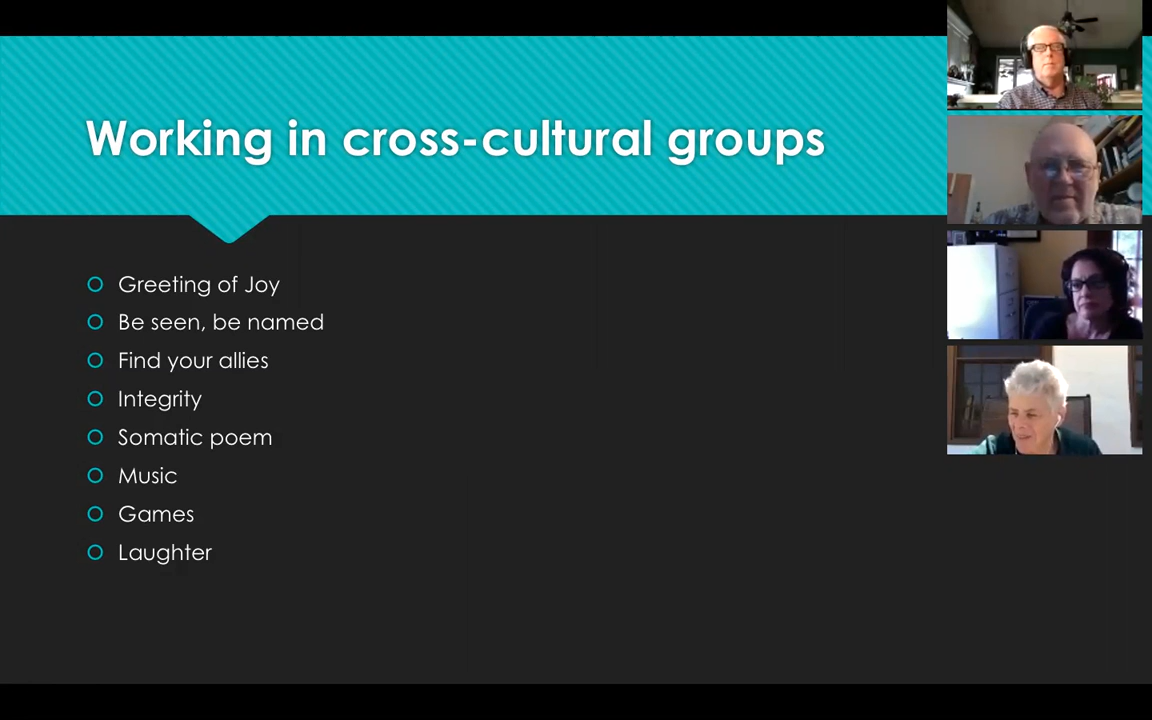 Working in cross-cultural groups
Greeting of Joy
Be seen, be named
Find your allies
Integrity
Somatic poem
Music
Games
Laughter